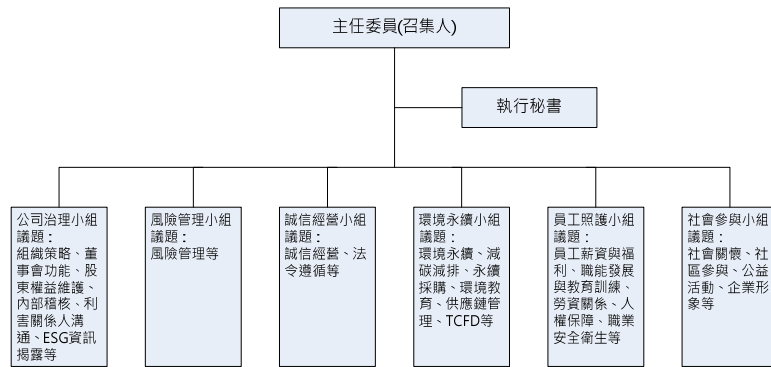 主任委員(召集人)
執行秘書
公司治理小組
議題：
組織策略、董
事會功能、股
東權益維護、
內部稽核、利
害關係人溝
通、ESG資訊
揭露等
風險管理小組
議題：
風險管理等
誠信經營小組
議題：
誠信經營、法
令遵循等
環境永續小組
議題：
環境永續、減
碳減排、永續
採購、環境教
育、供應鏈管
理、TCFD等
員工照護小組
議題：
員工薪資與福
利、職能發展
與教育訓練、
勞資關係、人
權保障、職業
安全衛生等
社會參與小組
議題：
社會關懷、社
區參與、公益
活動、企業形
象等